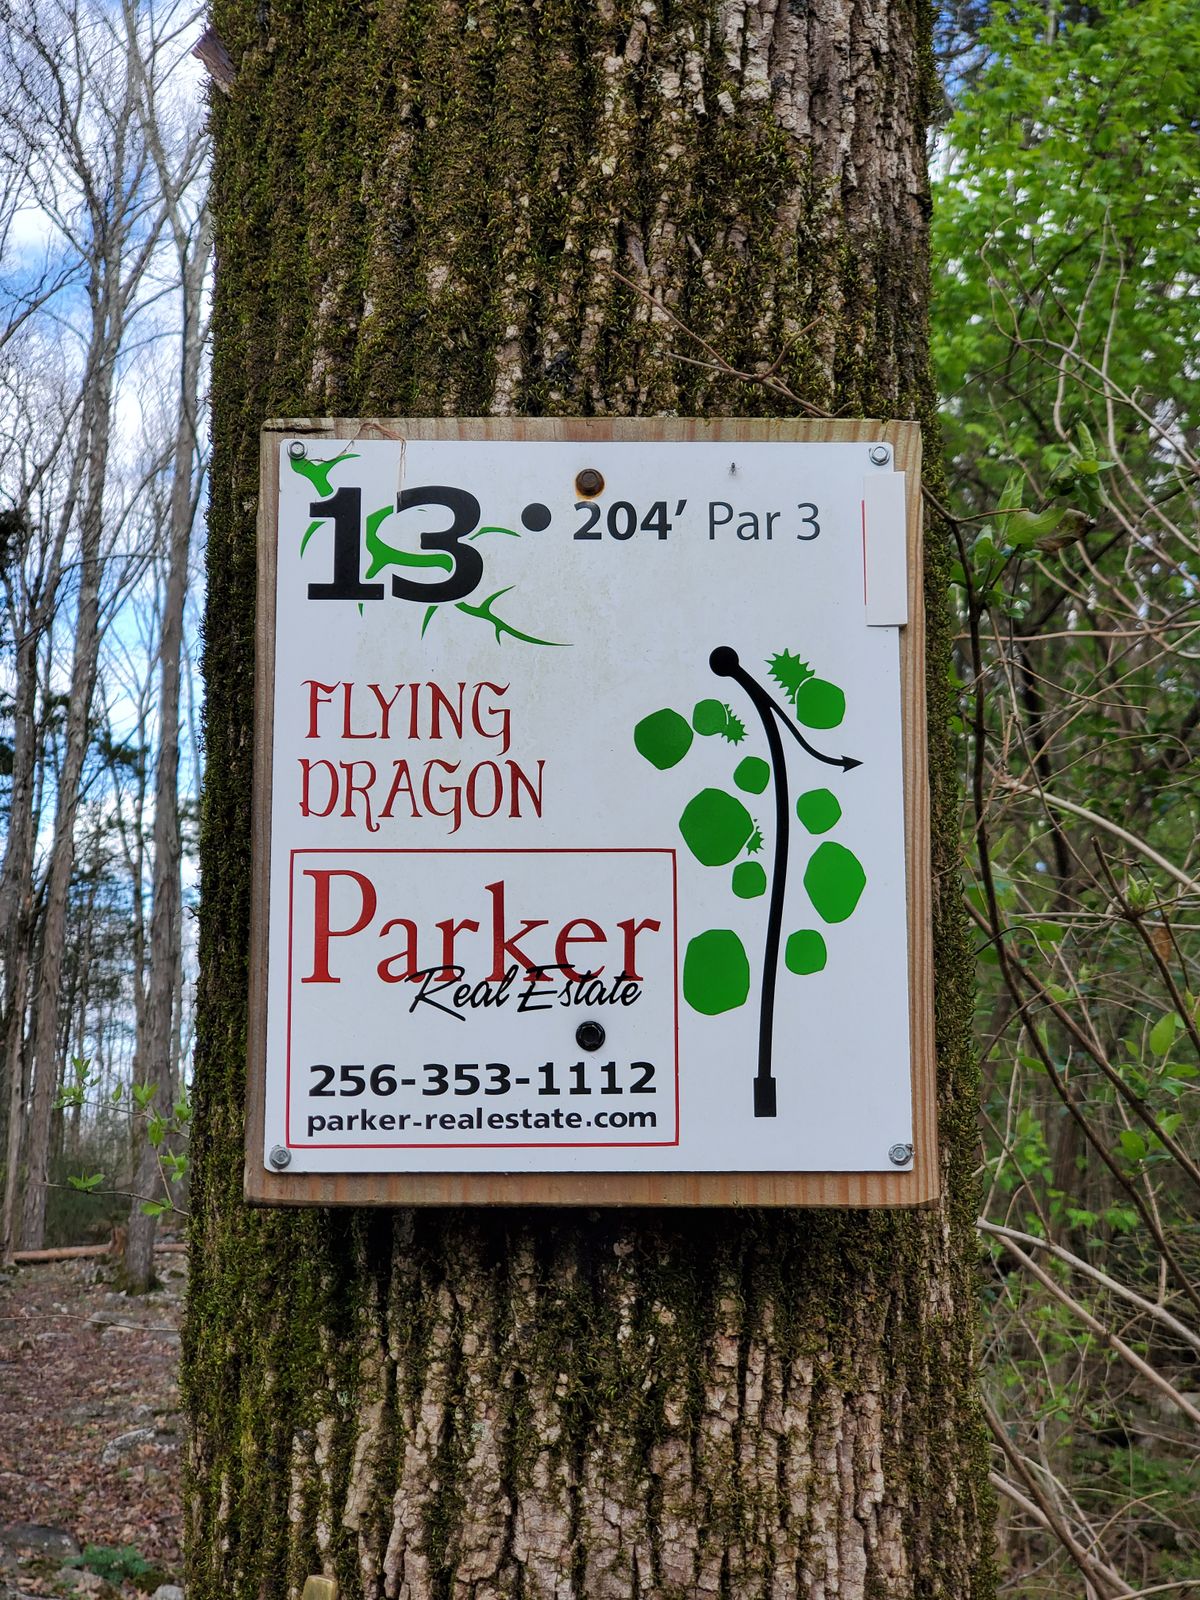 13 • 204’ Par 3
FLYING
DRAGON
Parker
Real Estate
256-353-1112
parker-realestate.com